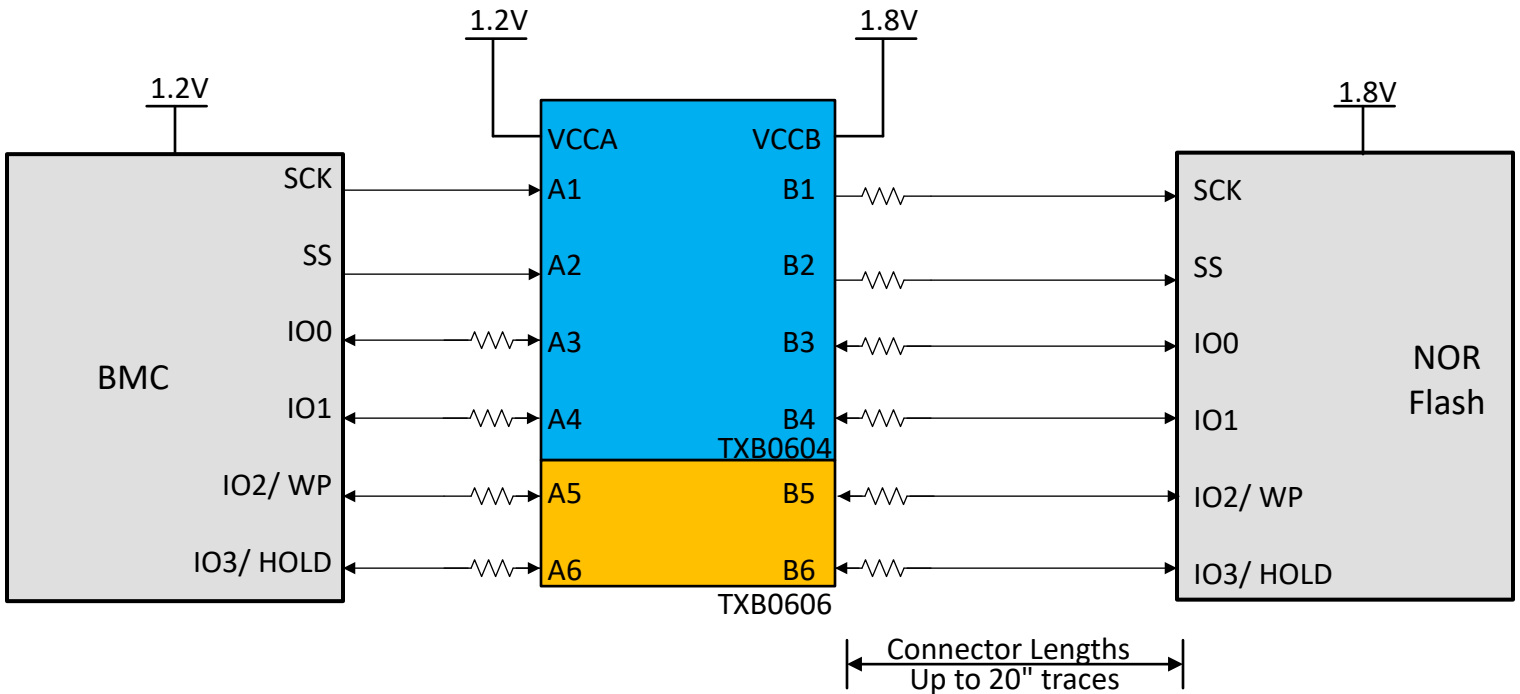 1.2V
1.8V
1.2V
1.8V
VCCA
VCCB
SCK
A1
B1
SCK
SS
A2
B2
SS
IO0
A3
B3
IO0
BMC
NOR
Flash
IO1
A4
B4
IO1
TXB0604
IO2/ WP
A5
B5
IO2/ WP
IO3/ HOLD
A6
B6
IO3/ HOLD
TXB0606
Connector Lengths
Up to 20" traces